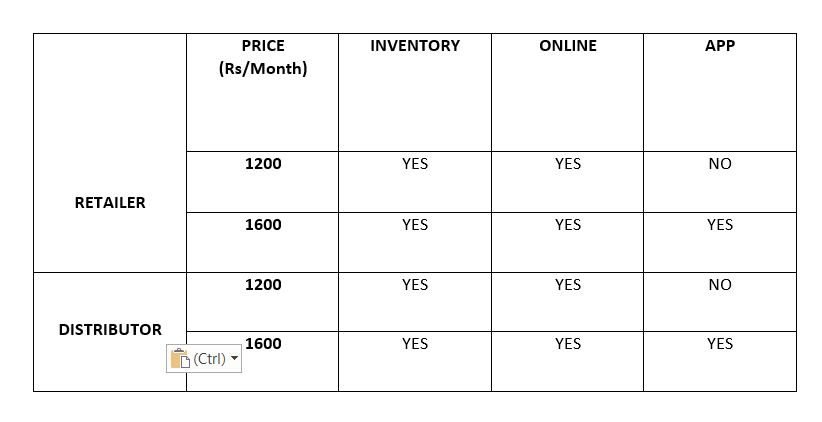 PRICE INVENTORY ONLINE APP
(Rs/Month)
1200 YES YES NO
RETAILER
1600 YES YES YES
1200 YES YES NO
DISTRIBUTOR
1600 YES YES YES
(Ctrl)